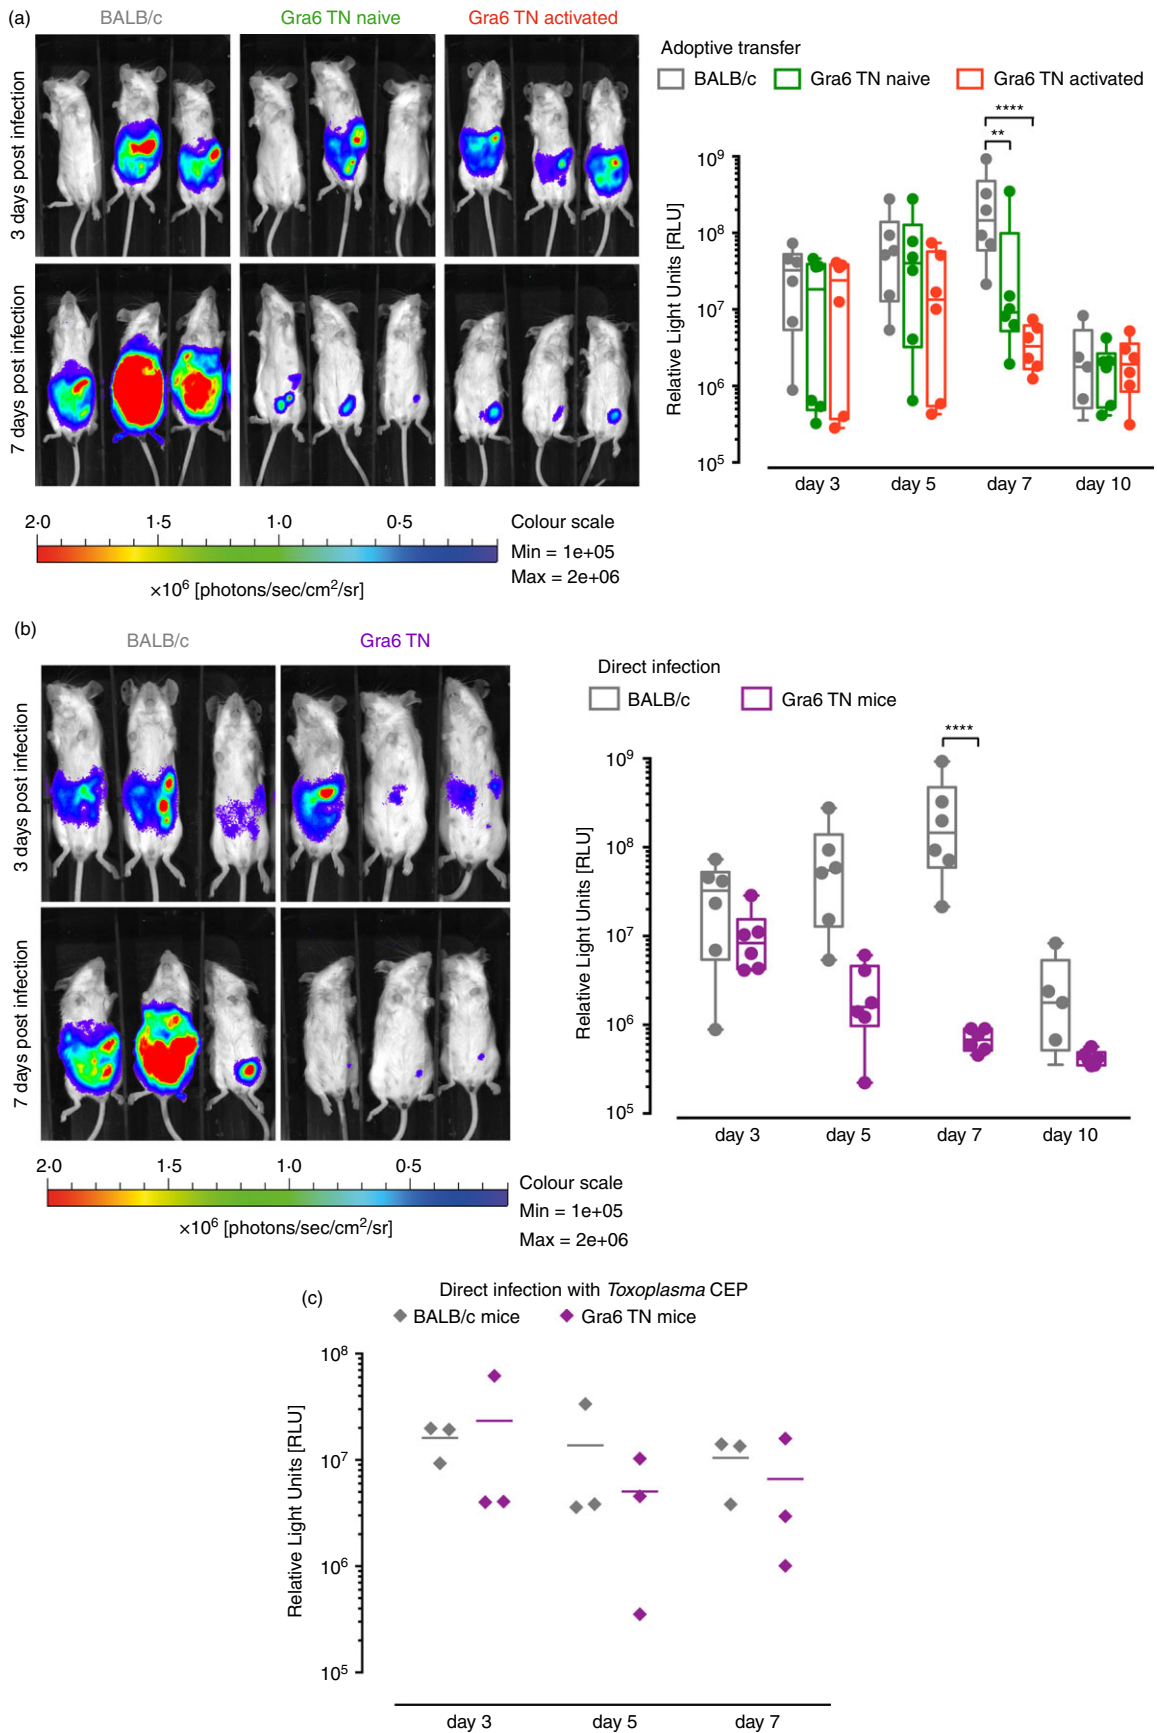 (a)
BALB/c
Gra6 TN naive
Gra6 TN activated
3 days post infection
7 days post infection
2·0 1·5 1·0 0·5
×10⁶ [photons/sec/cm²/sr]
Colour scale
Min = 1e+05
Max = 2e+06
Adoptive transfer
BALB/c Gra6 TN naive Gra6 TN activated
****
**
Relative Light Units [RLU]
10⁹
10⁸
10⁷
10⁶
10⁵
day 3 day 5 day 7 day 10
(b)
BALB/c
Gra6 TN
3 days post infection
7 days post infection
2·0 1·5 1·0 0·5
×10⁶ [photons/sec/cm²/sr]
Colour scale
Min = 1e+05
Max = 2e+06
Direct infection
BALB/c Gra6 TN mice
****
Relative Light Units [RLU]
10⁹
10⁸
10⁷
10⁶
10⁵
day 3 day 5 day 7 day 10
(c)
Direct infection with Toxoplasma CEP
BALB/c mice Gra6 TN mice
Relative Light Units [RLU]
10⁸
10⁷
10⁶
10⁵
day 3 day 5 day 7